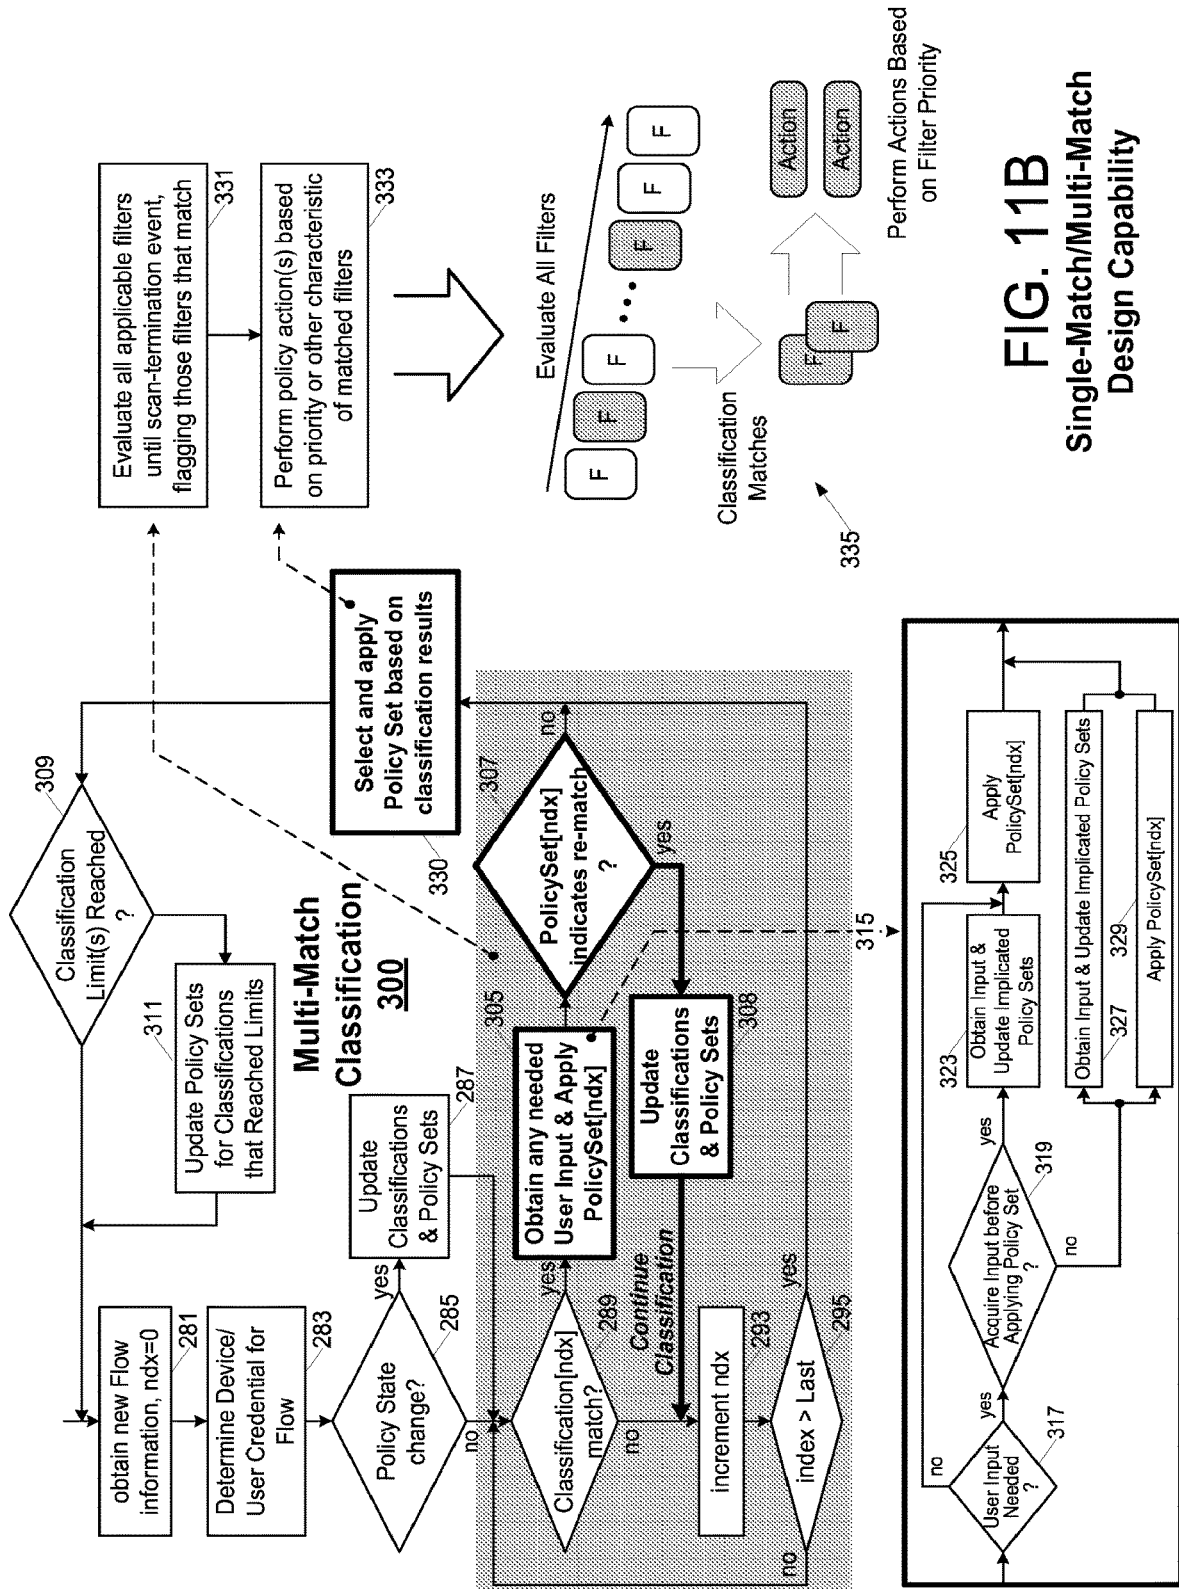 obtain new Flow
information, ndx=0
281
Determine Device/
User Credential for
Flow
283
Policy State
change?
285
yes
no
Update
Classifications
& Policy Sets
287
Classification[ndx]
match?
289
yes
no
increment ndx
293
index > Last
295
no
yes
Continue
Classification
Obtain any needed
User Input & Apply
PolicySet[ndx]
305
PolicySet[ndx]
indicates re-match
?
307
no
yes
Update
Classifications
& Policy Sets
308
Select and apply
Policy Set based on
classification results
330
Classification
Limit(s) Reached
?
309
Update Policy Sets
for Classifications
that Reached Limits
311
Multi-Match
Classification
300
Evaluate all applicable filters
until scan-termination event,
flagging those filters that match
331
Perform policy action(s) based
on priority or other characteristic
of matched filters
333
Evaluate All Filters
F
F
F
F
F
F
Classification
Matches
F
F
Action
Action
Perform Actions Based
on Filter Priority
335
315
User Input
Needed
?
317
no
yes
Acquire Input before
Applying Policy Set
?
319
yes
no
Obtain Input &
Update Implicated
Policy Sets
323
Apply
PolicySet[ndx]
325
Obtain Input & Update Implicated Policy Sets
327
329
Apply PolicySet[ndx]
FIG. 11B
Single-Match/Multi-Match
Design Capability